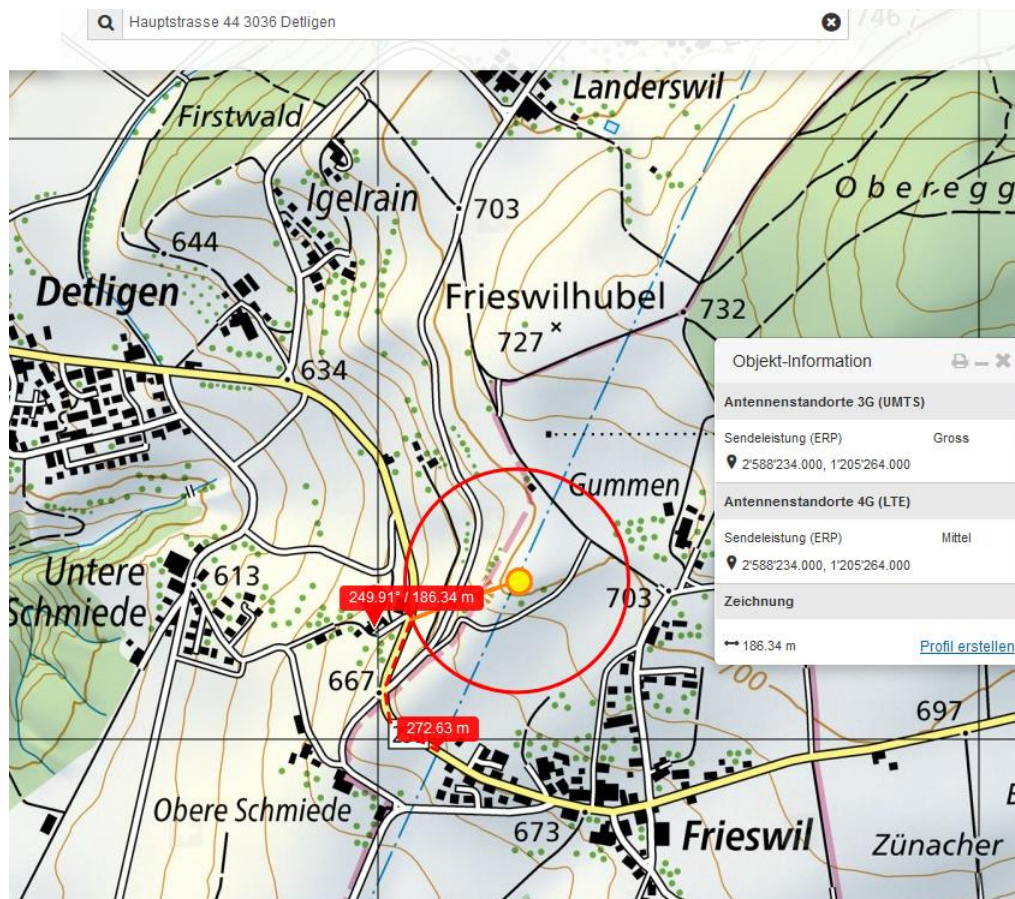 Hauptstrasse 44 3036 Detligen
746
Landerswil
Firstwald
Igelrain
Oberegg
703
644
Detligen
Frieswilhubel
732
727
634
Objekt-Information
Antennenstandorte 3G (UMTS)
Sendeleistung (ERP) Gross
2'588'234.000, 1'205'264.000
Antennenstandorte 4G (LTE)
Sendeleistung (ERP) Mittel
2'588'234.000, 1'205'264.000
Zeichnung
186.34 m Profil erstellen
Gummen
Untere
Schmiede
613
249.91° / 186.34 m
703
667
272.63 m
700
697
Obere Schmiede
673
Frieswil
Zünacher